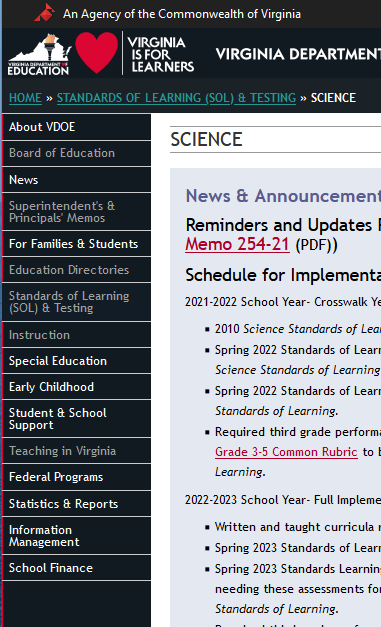 An Agency of the Commonwealth of Virginia
VIRGINIA DEPARTMENT OF
EDUCATION
VIRGINIA
IS FOR
LEARNERS
VIRGINIA DEPARTMENT
HOME » STANDARDS OF LEARNING (SOL) & TESTING » SCIENCE
About VDOE
Board of Education
News
Superintendent's &
Principals' Memos
For Families & Students
Education Directories
Standards of Learning
(SOL) & Testing
Instruction
Special Education
Early Childhood
Student & School
Support
Teaching in Virginia
Federal Programs
Statistics & Reports
Information
Management
School Finance
SCIENCE
News & Announcement
Reminders and Updates
Memo 254-21 (PDF))
Schedule for Implementa
2021-2022 School Year- Crosswalk Ye
2010 Science Standards of Lea
Spring 2022 Standards of Lear
Science Standards of Learning
Spring 2022 Standards of Lear
Standards of Learning.
Required third grade performa
Grade 3-5 Common Rubric to b
Learning.
2022-2023 School Year- Full Impleme
Written and taught curricula
Spring 2023 Standards of Lear
Spring 2023 Standards Learning
needing these assessments for
Standards of Learning.